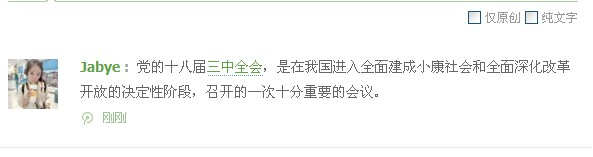 仅原创 纯文字
Jabye：党的十八届三中全会，是在我国进入全面建成小康社会和全面深化改革
开放的决定性阶段，召开的一次十分重要的会议。
刚刚